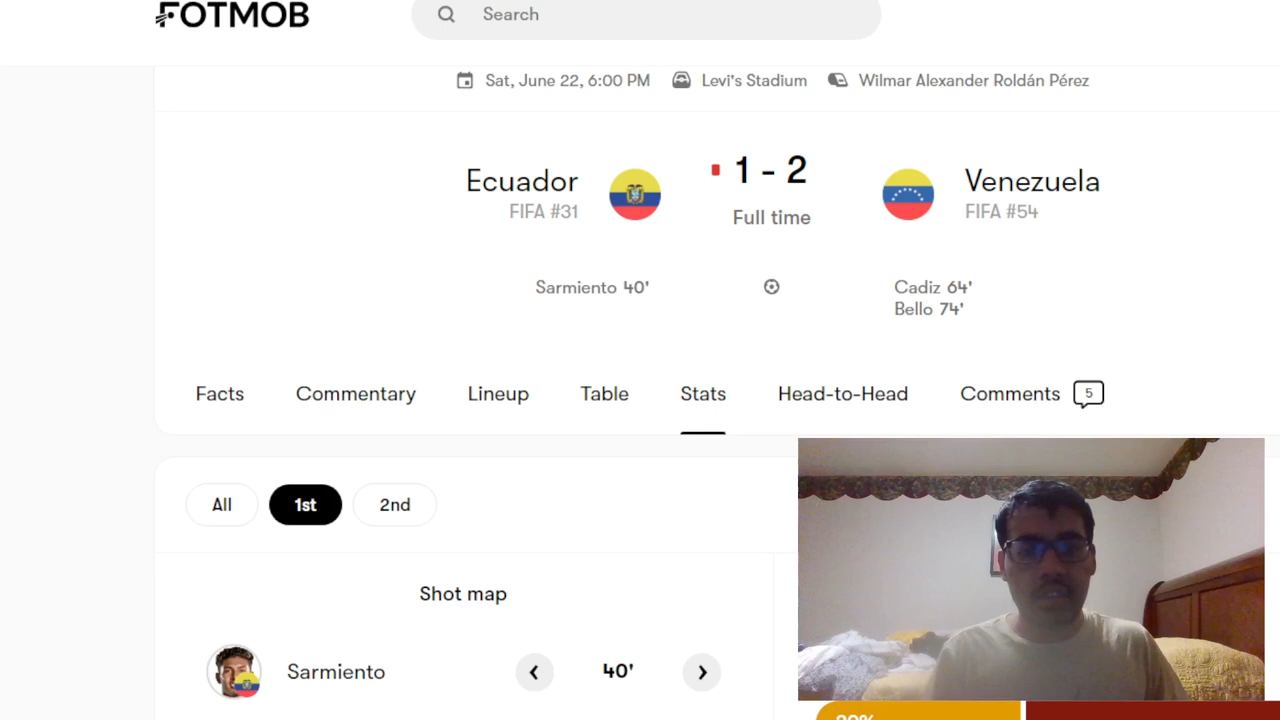 FOTMOB
Search
Sat, June 22, 6:00 PM Levi's Stadium Wilmar Alexander Roldán Pérez
Ecuador 1 - 2 Venezuela
FIFA #31 Full time FIFA #54
Sarmiento 40' Cadiz 64'
Bello 74'
Facts Commentary Lineup Table Stats Head-to-Head Comments 5
All 1st 2nd
Shot map
Sarmiento 40'